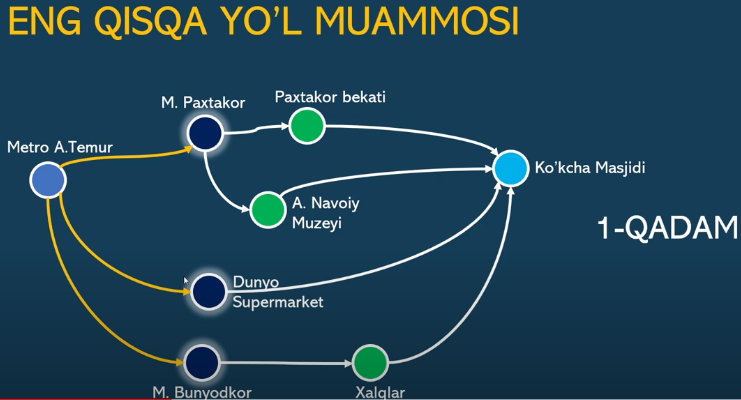 ENG QISQA YO'L MUAMMOSI
M. Paxtakor
Paxtakor bekati
Metro A.Temur
Ko'kcha Masjidi
A. Navoiy
Muzeyi
1-QADAM
Dunyo
Supermarket
M. Bunyodkor
Xalqlar